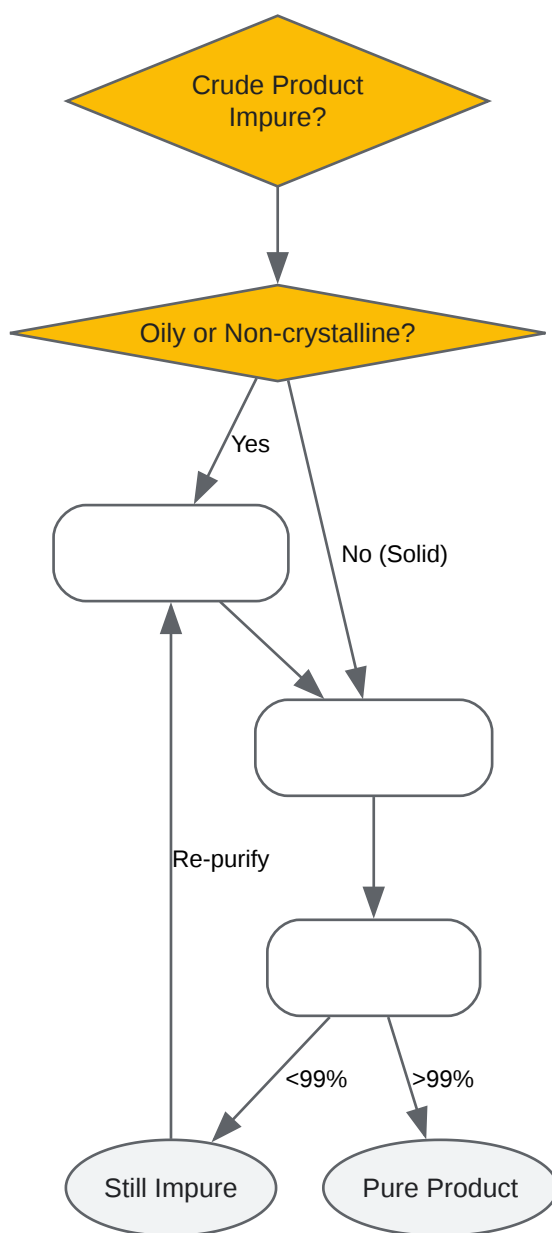 Crude Product
Impure?
Oily or Non-crystalline?
Yes
No (Solid)
Re-purify
<99%
>99%
Still Impure
Pure Product